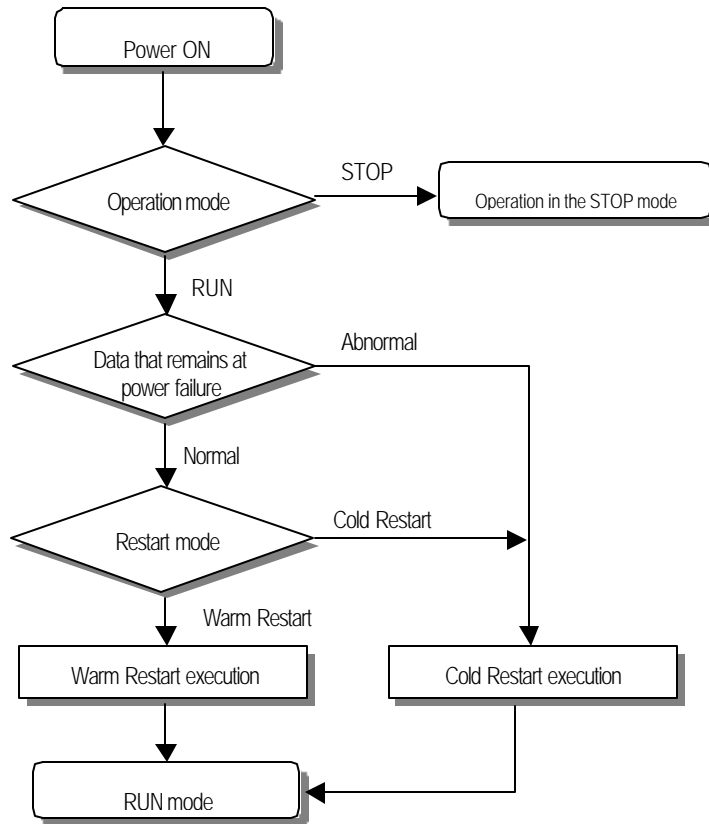 Power ON
Operation mode
STOP
Operation in the STOP mode
RUN
Data that remains at
power failure
Abnormal
Normal
Restart mode
Cold Restart
Warm Restart
Warm Restart execution
Cold Restart execution
RUN mode